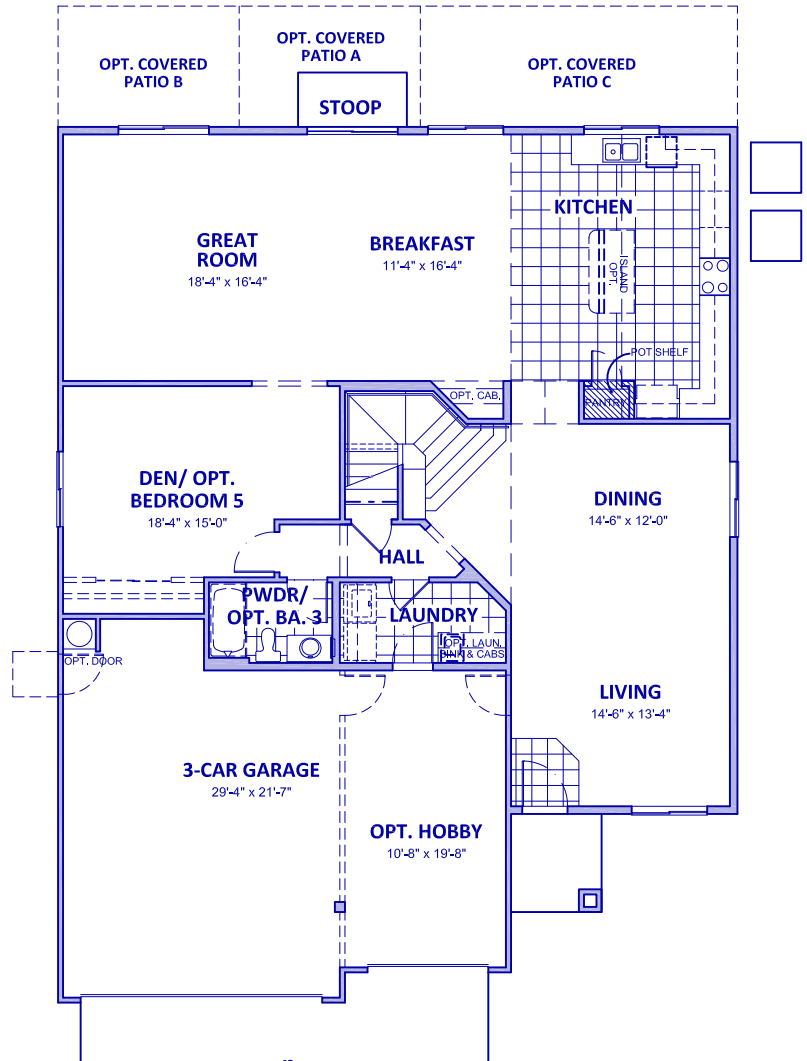 OPT. COVERED
PATIO B
OPT. COVERED
PATIO A
OPT. COVERED
PATIO C
STOOP
KITCHEN
GREAT
ROOM
18'-4" x 16'-4"
BREAKFAST
11'-4" x 16'-4"
ISLAND
OPT.
POT SHELF
PANTRY
OPT. CAB.
DEN/ OPT.
BEDROOM 5
18'-4" x 15'-0"
DINING
14'-6" x 12'-0"
HALL
PWDR/
OPT. BA. 3
LAUNDRY
OPT. LAUN.
SINK & CABS
OPT. DOOR
LIVING
14'-6" x 13'-4"
3-CAR GARAGE
29'-4" x 21'-7"
OPT. HOBBY
10'-8" x 19'-8"